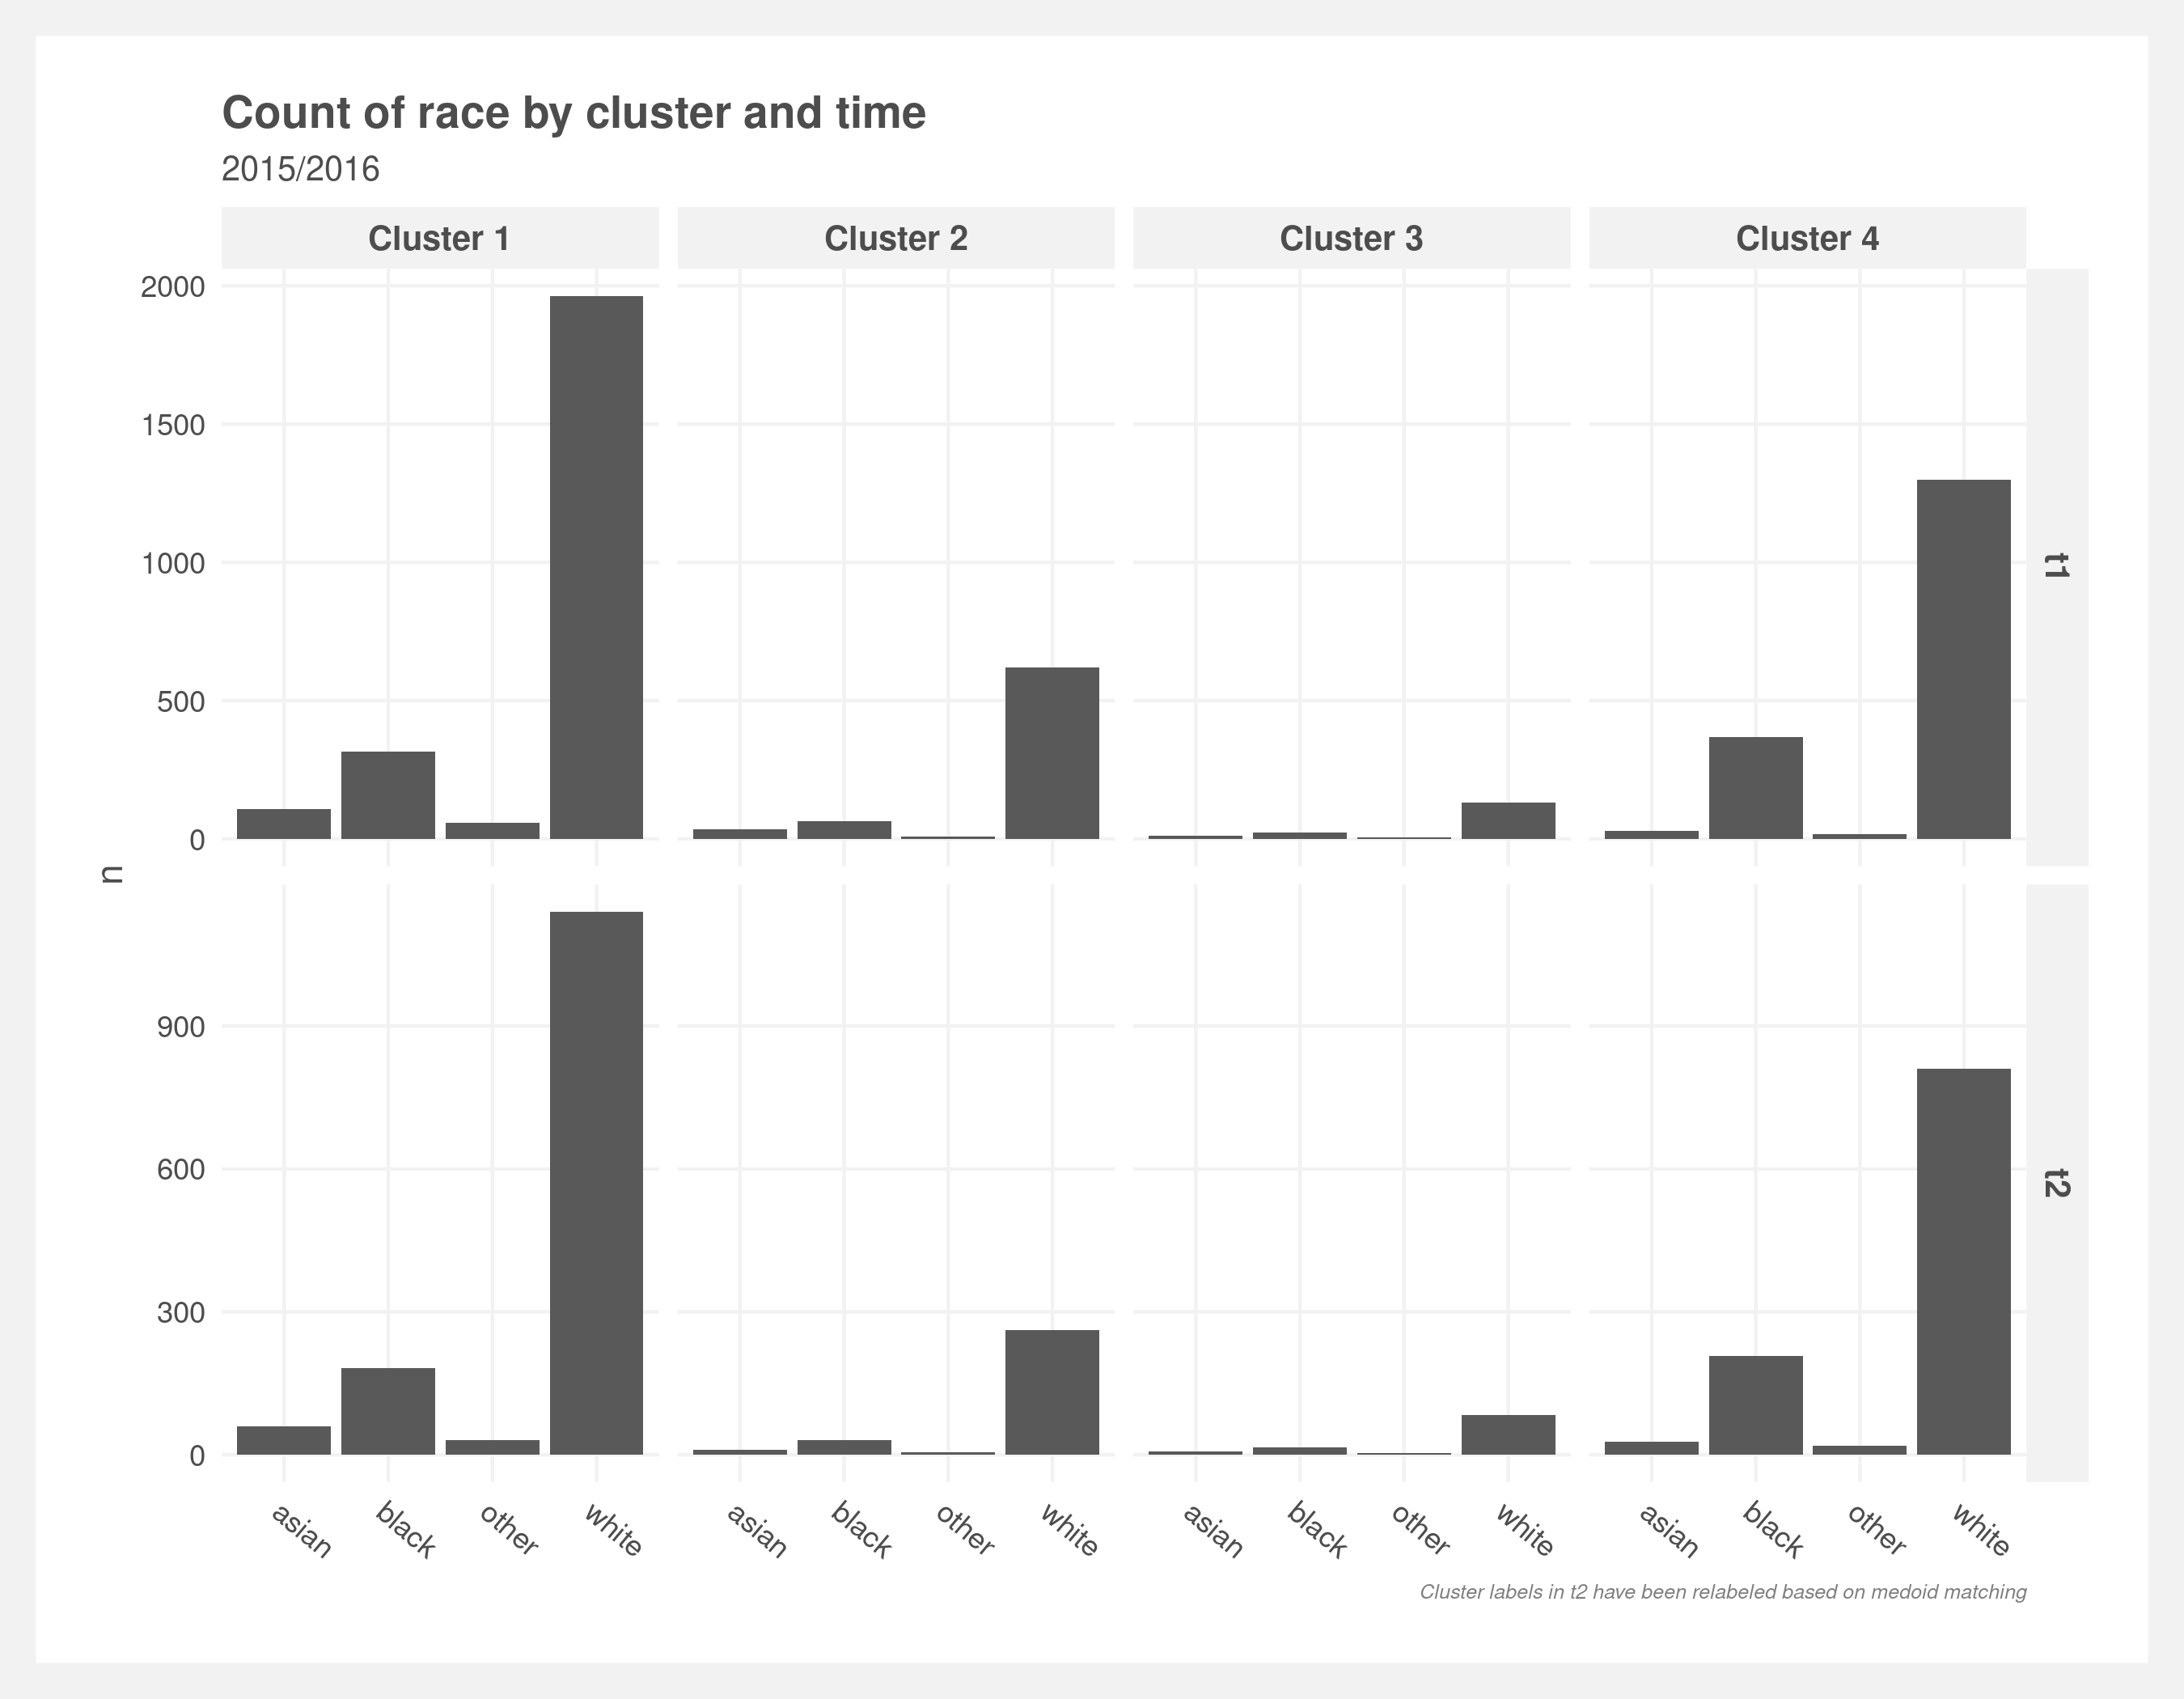 Count of race by cluster and time
2015/2016
Cluster 1 Cluster 2 Cluster 3 Cluster 4
2000
1500
1000
500
0
t1
n
900
600
300
0
t2
asian black other white asian black other white asian black other white asian black other white
Cluster labels in t2 have been relabeled based on medoid matching